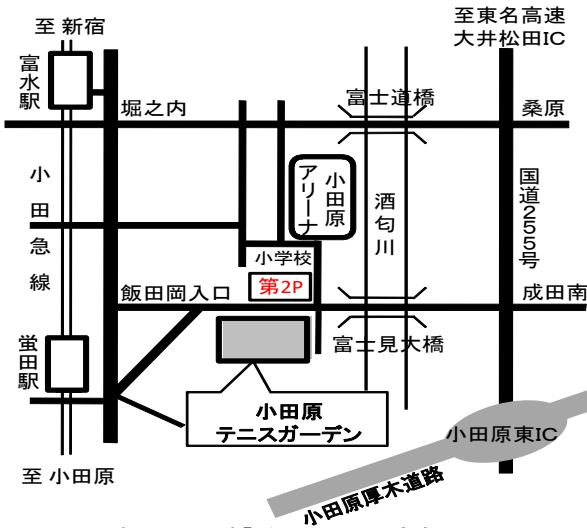 至 新宿
至東名高速
大井松田IC
富水駅
堀之内
富士道橋
桑原
小田急線
小田原
アリーナ
酒匂川
国道255号
小学校
第2P
飯田岡入口
成田南
富士見大橋
蛍田駅
小田原
テニスガーデン
小田原東IC
至 小田原
小田原厚木道路